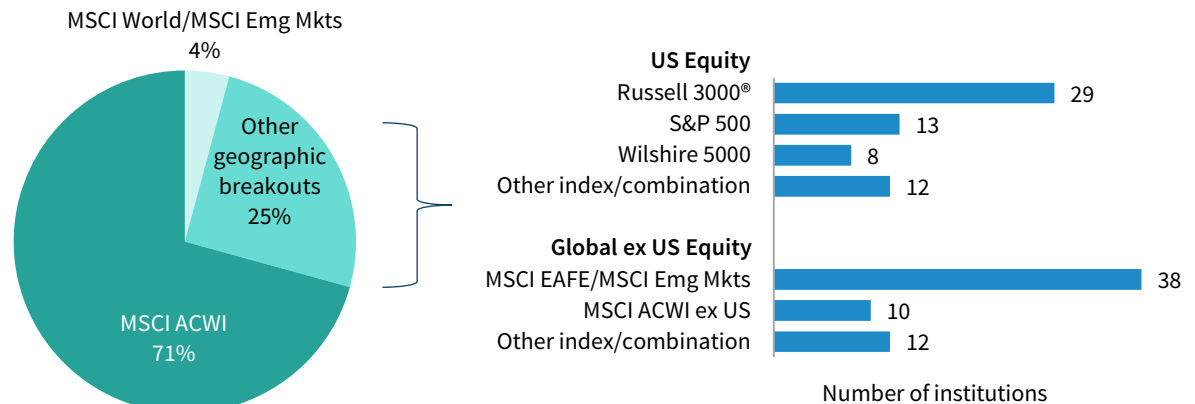 MSCI World/MSCI Emg Mkts
4%
Other
geographic
breakouts
25%
MSCI ACWI
71%
US Equity
Russell 3000® 29
S&P 500 13
Wilshire 5000 8
Other index/combination 12
Global ex US Equity
MSCI EAFE/MSCI Emg Mkts 38
MSCI ACWI ex US 10
Other index/combination 12
Number of institutions